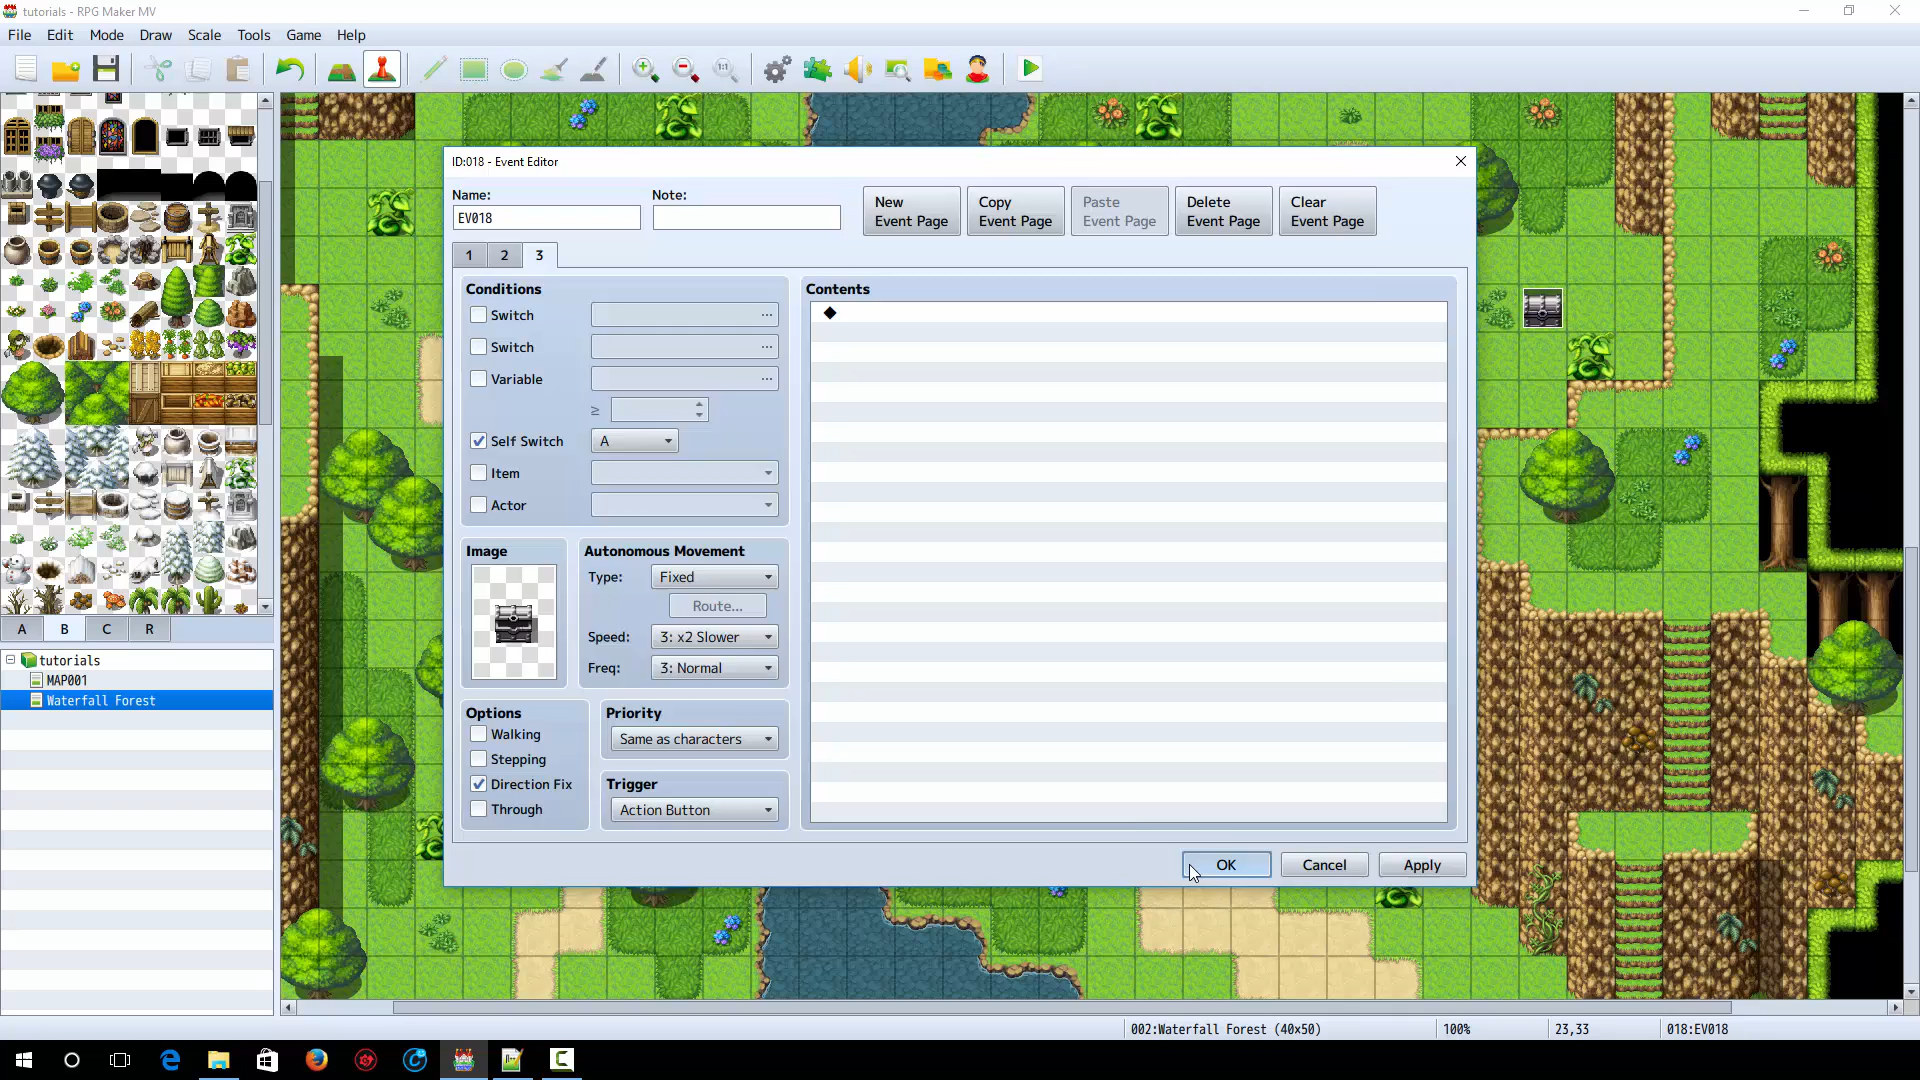 tutorials - RPG Maker MV
File Edit Mode Draw Scale Tools Game Help
1:1
ID:018 - Event Editor
Name: Note:
EV018
New Event Page
Copy Event Page
Paste Event Page
Delete Event Page
Clear Event Page
1 2 3
Conditions
Switch ...
Switch ...
Variable ...
≥
Self Switch A
Item
Actor
Image
Autonomous Movement
Type: Fixed
Route...
Speed: 3: x2 Slower
Freq: 3: Normal
Options
Walking
Stepping
Direction Fix
Through
Priority
Same as characters
Trigger
Action Button
Contents
◆
OK Cancel Apply
A B C R
tutorials
MAP001
Waterfall Forest
002:Waterfall Forest (40x50) 100% 23,33 018:EV018